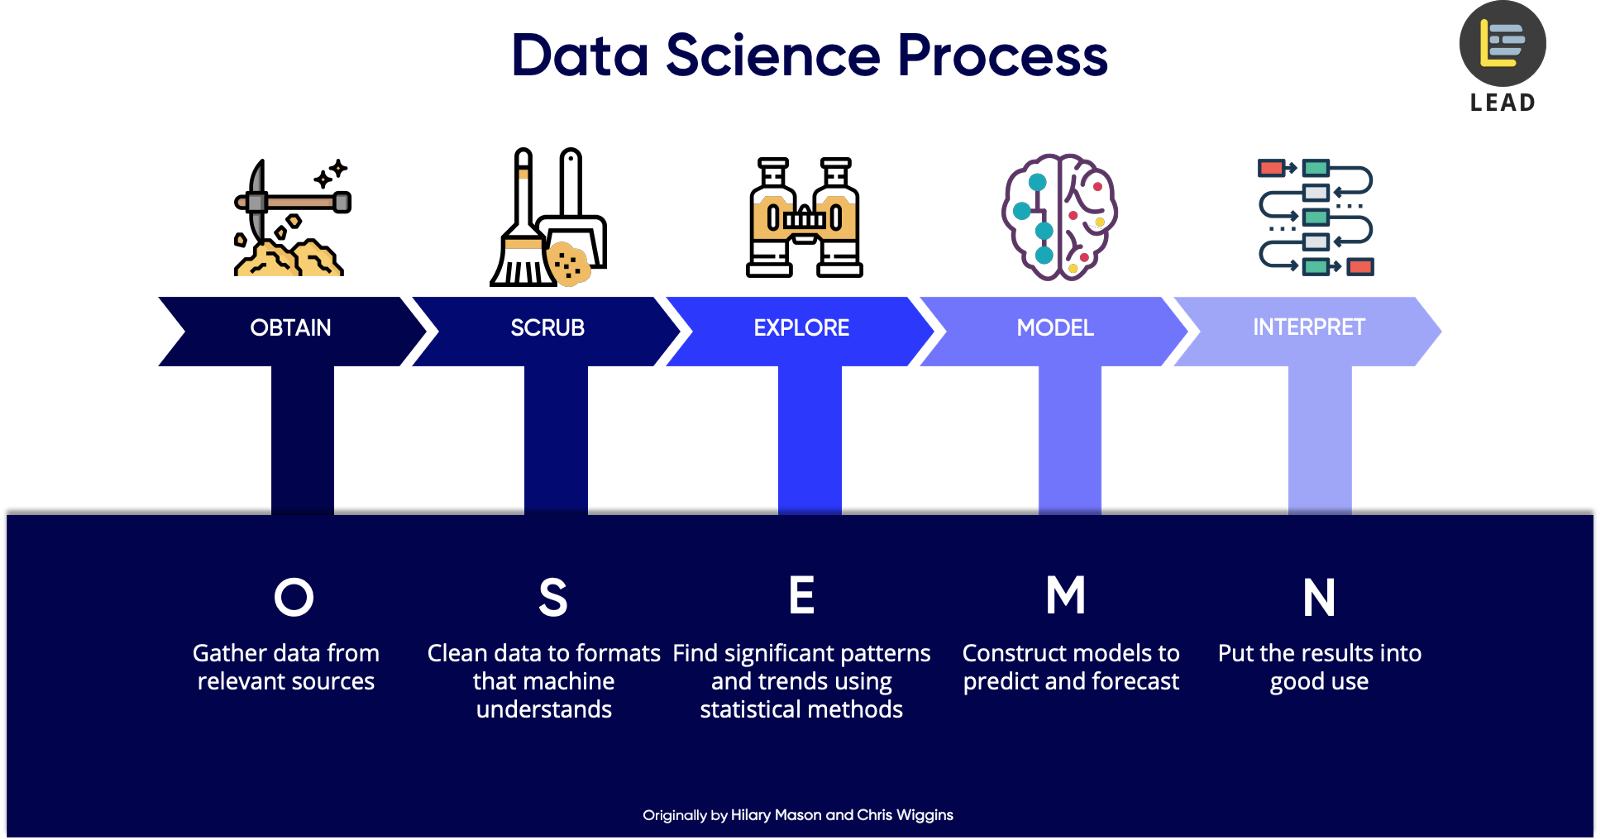 Data Science Process
LEAD
OBTAIN
SCRUB
EXPLORE
MODEL
INTERPRET
O
Gather data from
relevant sources
S
Clean data to formats
that machine
understands
E
Find significant patterns
and trends using
statistical methods
M
Construct models to
predict and forecast
N
Put the results into
good use
Originally by Hilary Mason and Chris Wiggins